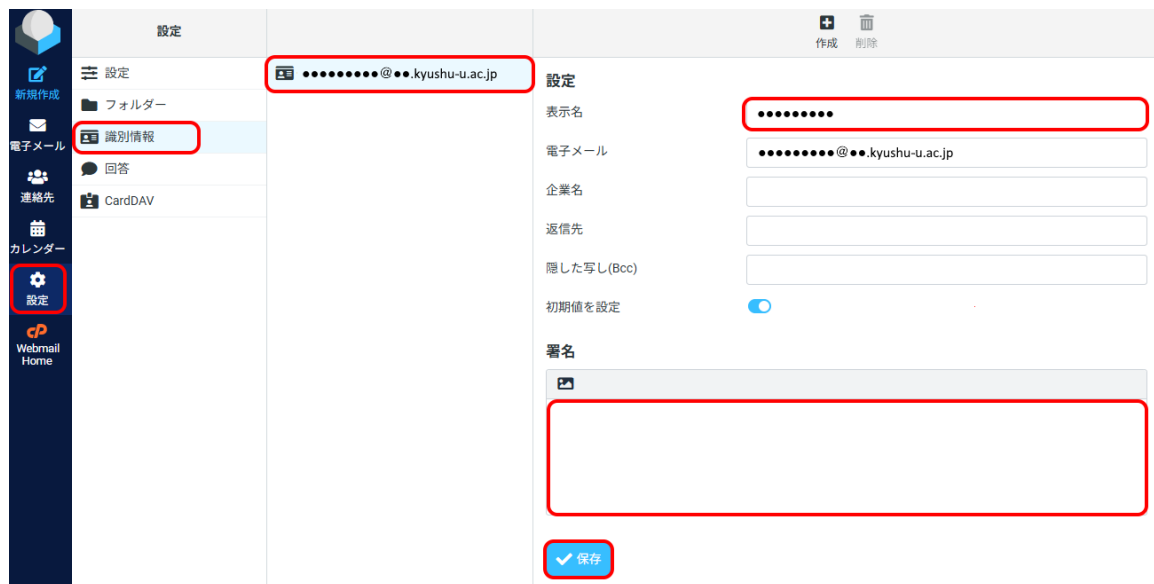 新規作成
電子メール
連絡先
カレンダー
設定
cP
Webmail
Home
設定
設定
フォルダー
識別情報
回答
CardDAV
●●●●●●●●●@●●.kyushu-u.ac.jp
作成 削除
設定
表示名 ●●●●●●●●●
電子メール ●●●●●●●●●@●●.kyushu-u.ac.jp
企業名
返信先
隠した写し(Bcc)
初期値を設定
署名
保存